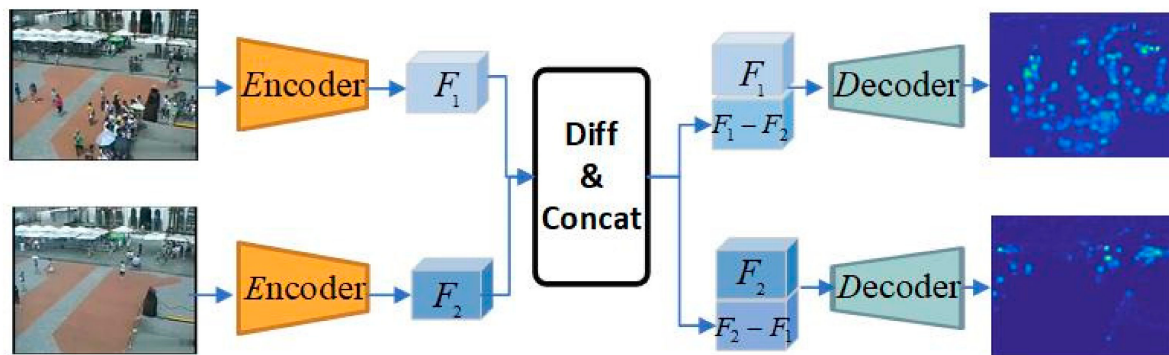 Encoder
F₁
Diff
&
Concat
F₁
F₁ − F₂
Decoder
Encoder
F₂
F₂
F₂ − F₁
Decoder